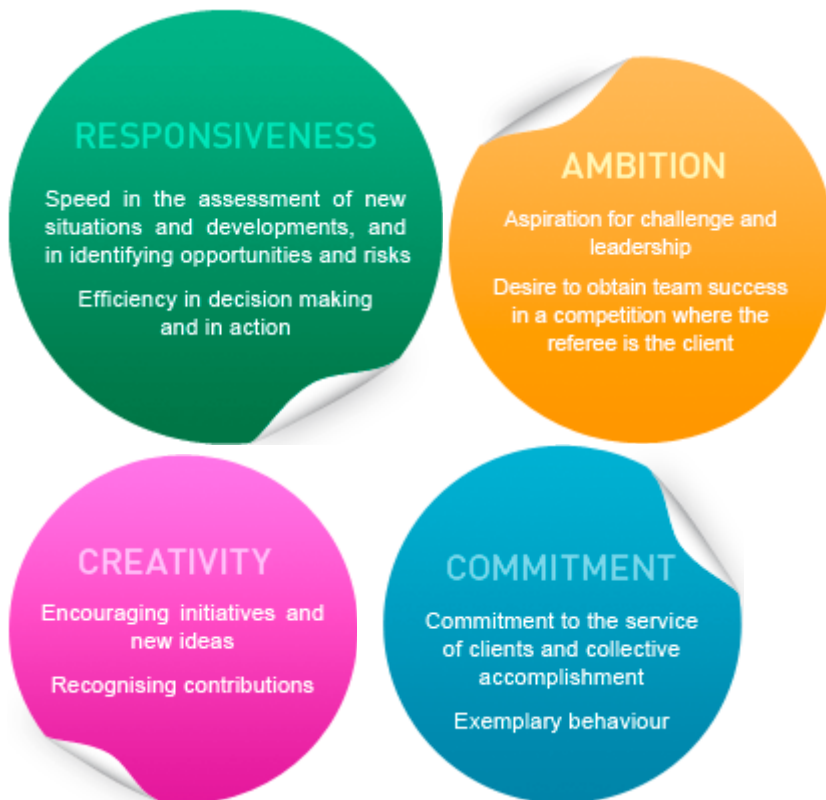 RESPONSIVENESS
Speed in the assessment of new
situations and developments, and
in identifying opportunities and risks
Efficiency in decision making
and in action
AMBITION
Aspiration for challenge and
leadership
Desire to obtain team success
in a competition where the
referee is the client
CREATIVITY
Encouraging initiatives and
new ideas
Recognising contributions
COMMITMENT
Commitment to the service
of clients and collective
accomplishment
Exemplary behaviour